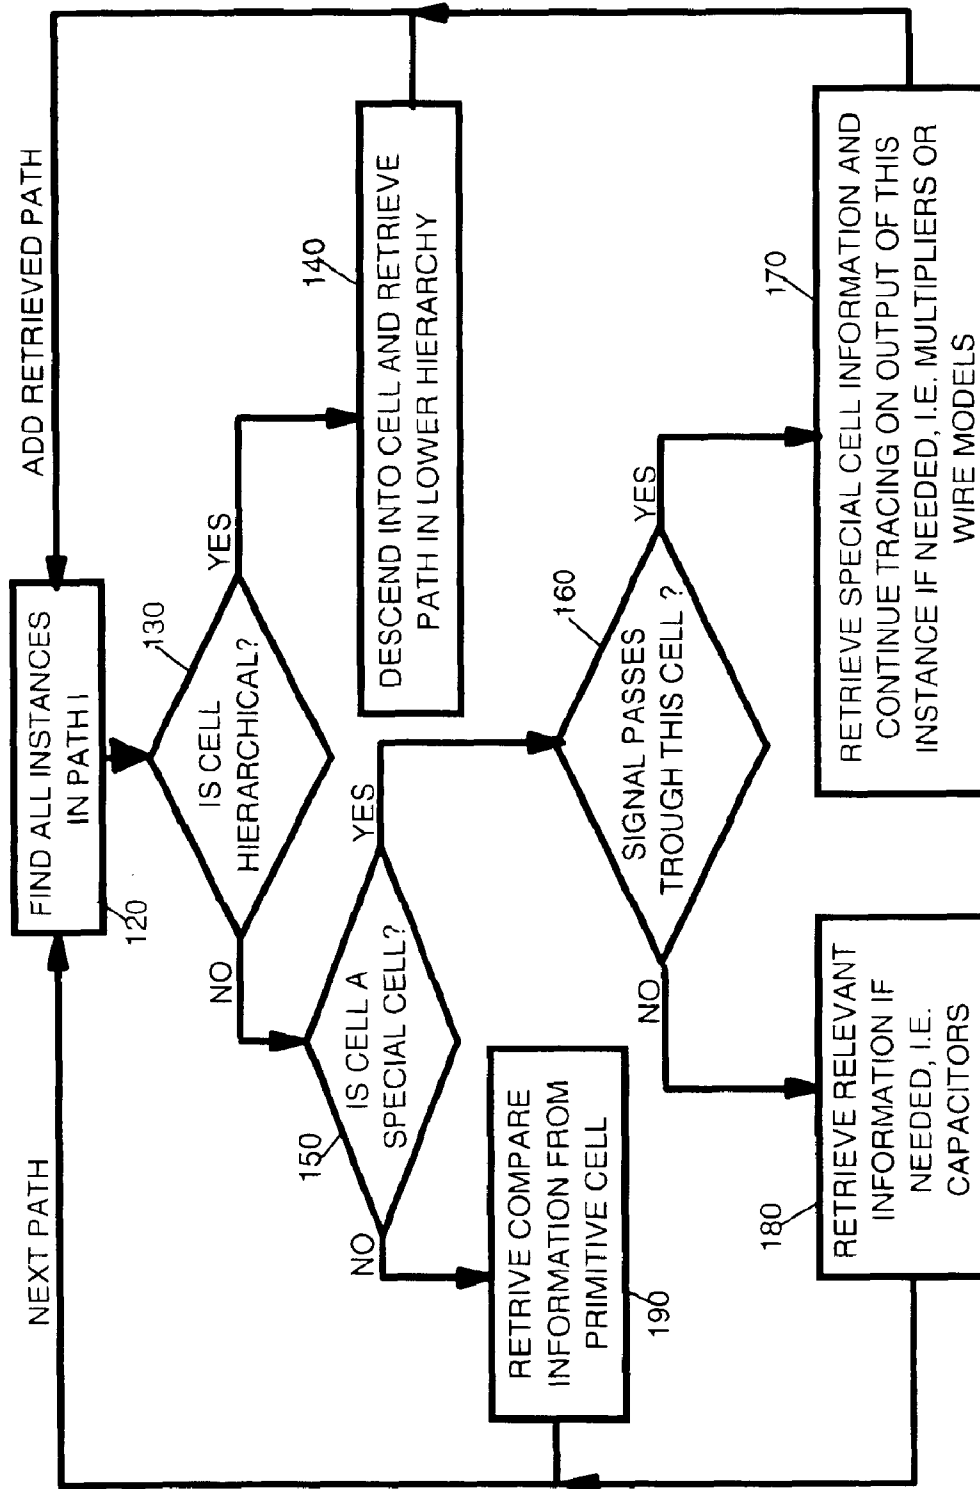 NEXT PATH
ADD RETRIEVED PATH
FIND ALL INSTANCES
IN PATH I
120
130
IS CELL
HIERARCHICAL?
NO
YES
140
DESCEND INTO CELL AND RETRIEVE
PATH IN LOWER HIERARCHY
150
IS CELL A
SPECIAL CELL?
NO
YES
RETRIVE COMPARE
INFORMATION FROM
PRIMITIVE CELL
190
160
SIGNAL PASSES
TROUGH THIS CELL ?
NO
YES
180
RETRIEVE RELEVANT
INFORMATION IF
NEEDED, I.E.
CAPACITORS
170
RETRIEVE SPECIAL CELL INFORMATION AND
CONTINUE TRACING ON OUTPUT OF THIS
INSTANCE IF NEEDED, I.E. MULTIPLIERS OR
WIRE MODELS